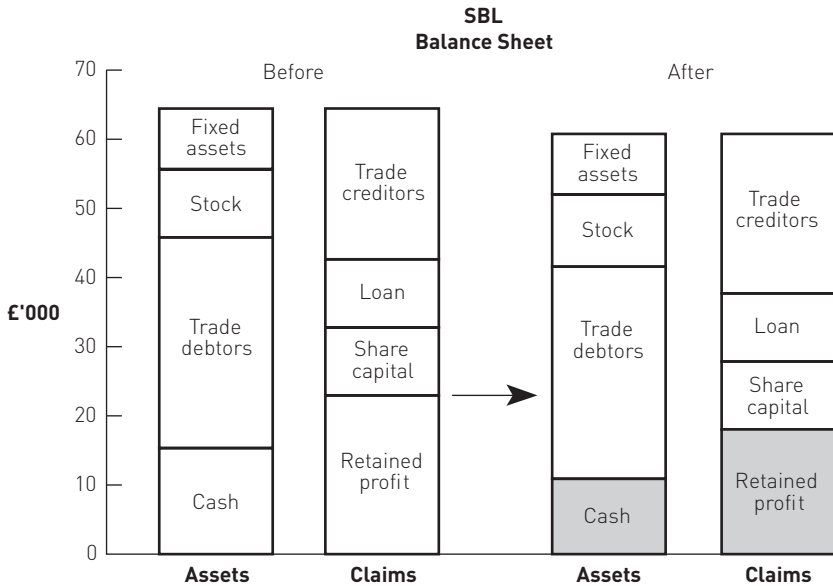 SBL
Balance Sheet
Before
After
£'000
70
60
50
40
30
20
10
0
Fixed
assets
Stock
Trade
debtors
Cash
Assets
Trade
creditors
Loan
Share
capital
Retained
profit
Claims
Fixed
assets
Stock
Trade
debtors
Cash
Assets
Trade
creditors
Loan
Share
capital
Retained
profit
Claims